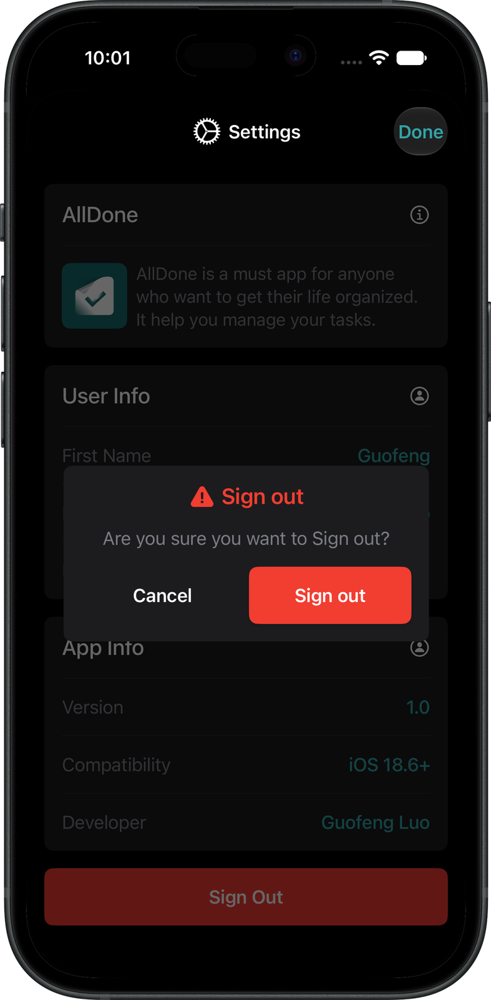 10:01
Settings
Done
AllDone
AllDone is a must app for anyone
who want to get their life organized.
It help you manage your tasks.
User Info
First Name
Guofeng
Sign out
Are you sure you want to Sign out?
Cancel
Sign out
App Info
Version
1.0
Compatibility
iOS 18.6+
Developer
Guofeng Luo
Sign Out